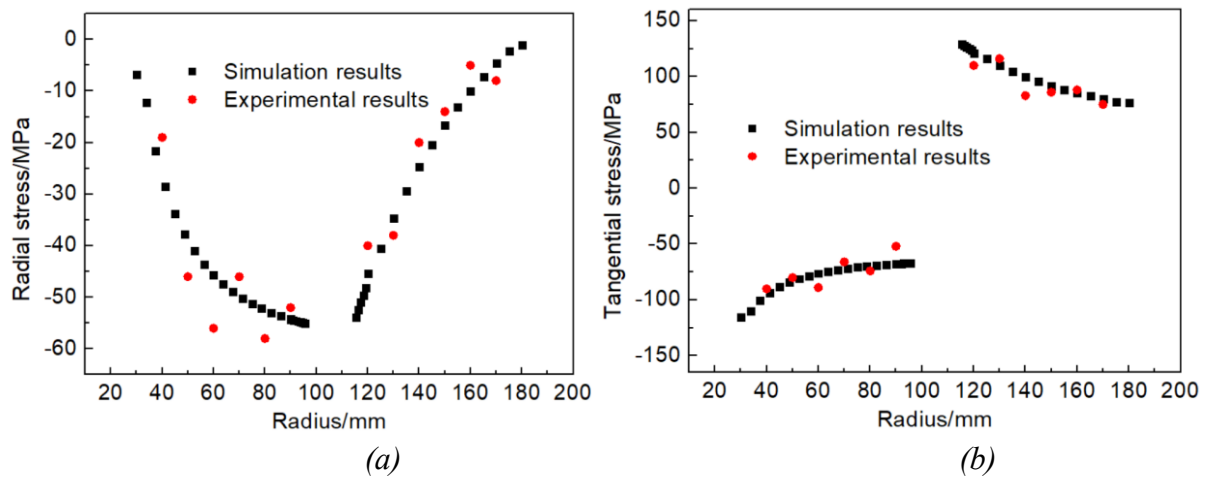 0
-10
-20
-30
-40
-50
-60
Radial stress/MPa
Simulation results
Experimental results
20 40 60 80 100 120 140 160 180 200
Radius/mm
(a)
150
100
50
0
-50
-100
-150
Tangential stress/MPa
Simulation results
Experimental results
20 40 60 80 100 120 140 160 180 200
Radius/mm
(b)